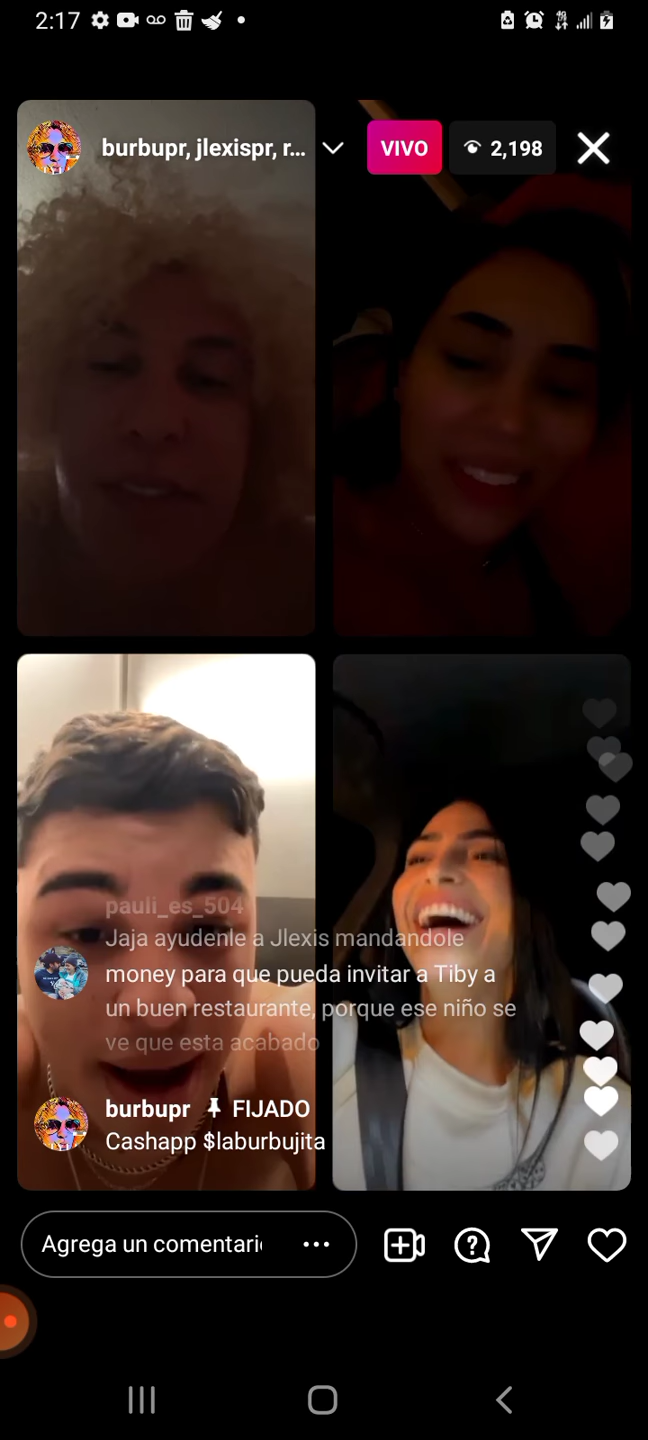 2:17
burbupr, jlexispr, r...
VIVO
2,198
pauli_es_504
Jaja ayudenle a Jlexis mandandole
money para que pueda invitar a Tiby a
un buen restaurante, porque ese niño se
ve que esta acabado
burbupr FIJADO
Cashapp $laburbujita
Agrega un comentari